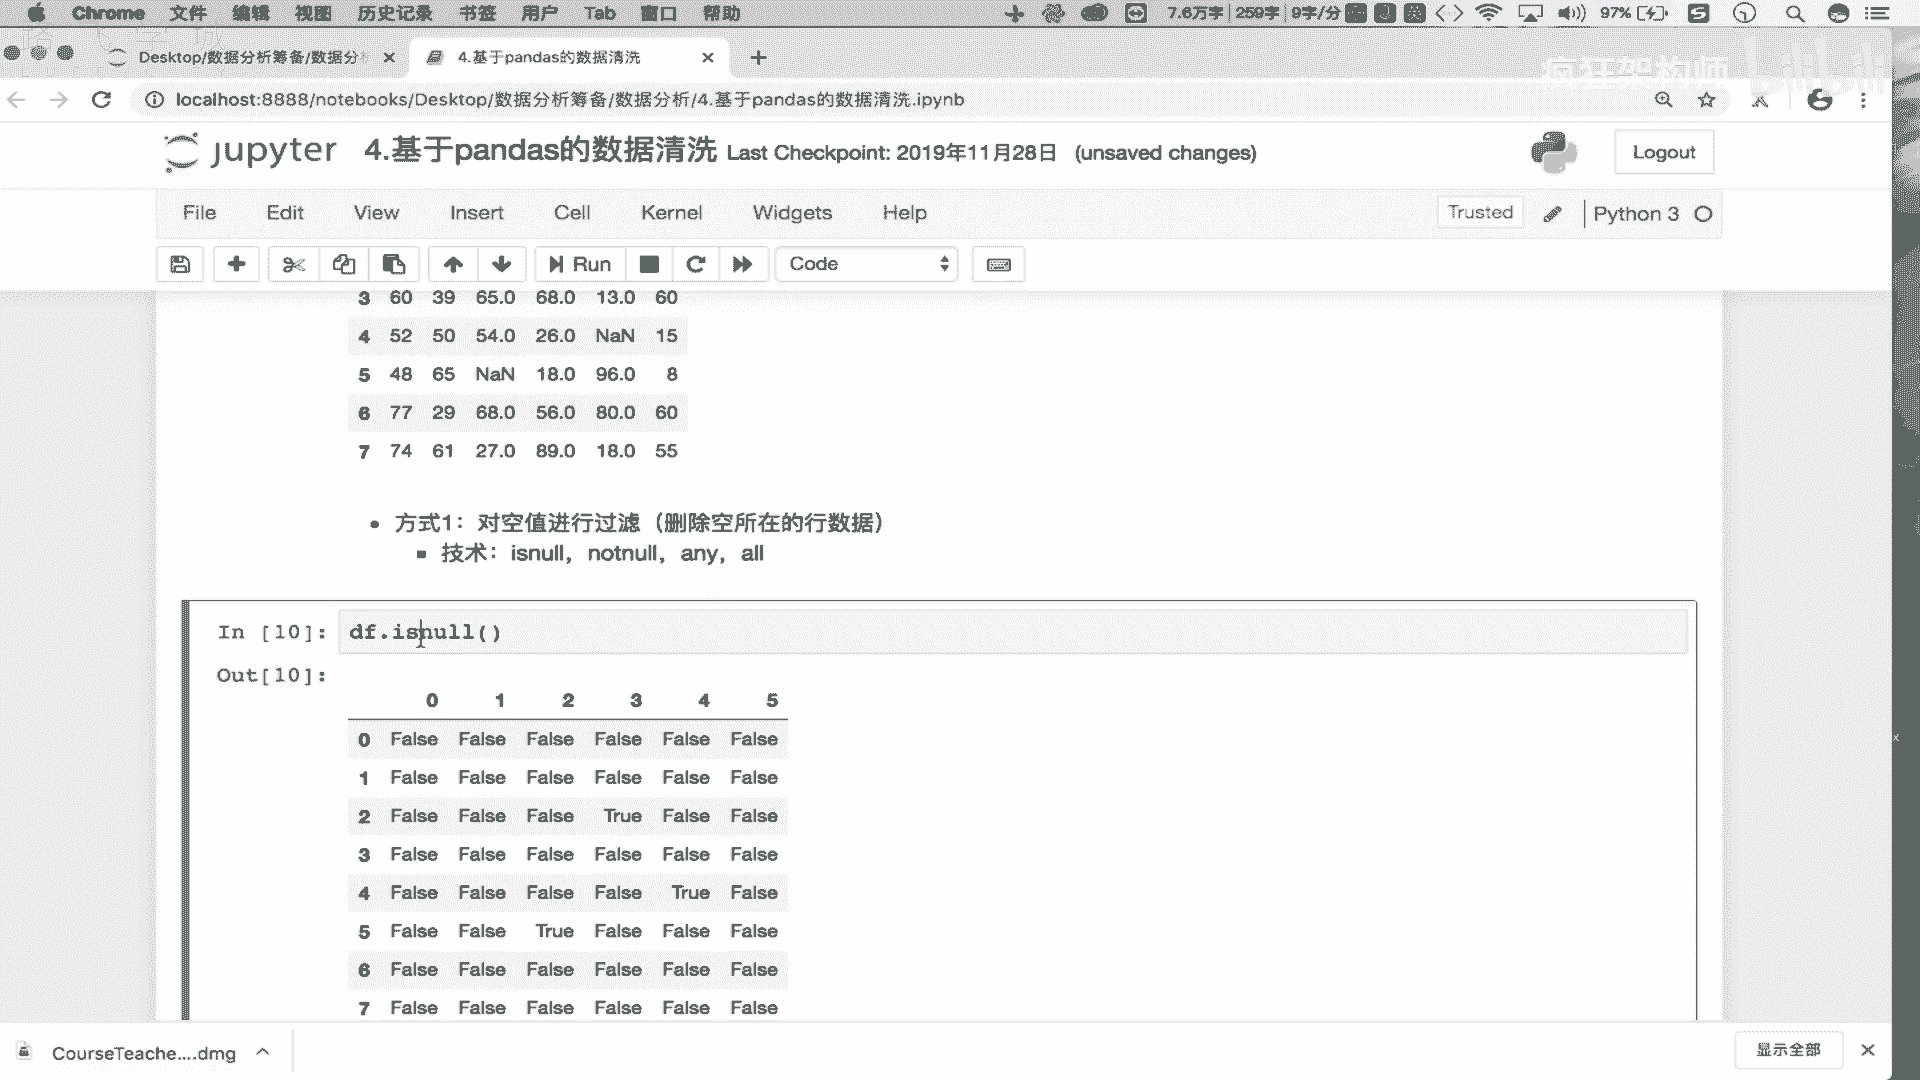 Chrome 文件 编辑 视图 历史记录 书签 用户 Tab 窗口 帮助 7.6万字 259字 9字/分 英 97%
Desktop/数据分析筹备/数据分 4.基于pandas的数据清洗
疯狂架构师 bilibili
localhost:8888/notebooks/Desktop/数据分析筹备/数据分析/4.基于pandas的数据清洗.ipynb
jupyter 4.基于pandas的数据清洗 Last Checkpoint: 2019年11月28日 (unsaved changes)
Logout
File Edit View Insert Cell Kernel Widgets Help
Trusted Python 3
Run Code
3 60 39 65.0 68.0 13.0 60
4 52 50 54.0 26.0 NaN 15
5 48 65 NaN 18.0 96.0 8
6 77 29 68.0 56.0 80.0 60
7 74 61 27.0 89.0 18.0 55
方式1：对空值进行过滤（删除空所在的行数据）
技术：isnull，notnull，any，all
In [10]: df.isnull()
Out[10]:
0 1 2 3 4 5
0 False False False False False False
1 False False False False False False
2 False False False True False False
3 False False False False False False
4 False False False False True False
5 False False True False False False
6 False False False False False False
7 False False False False False False
CourseTeache....dmg
显示全部